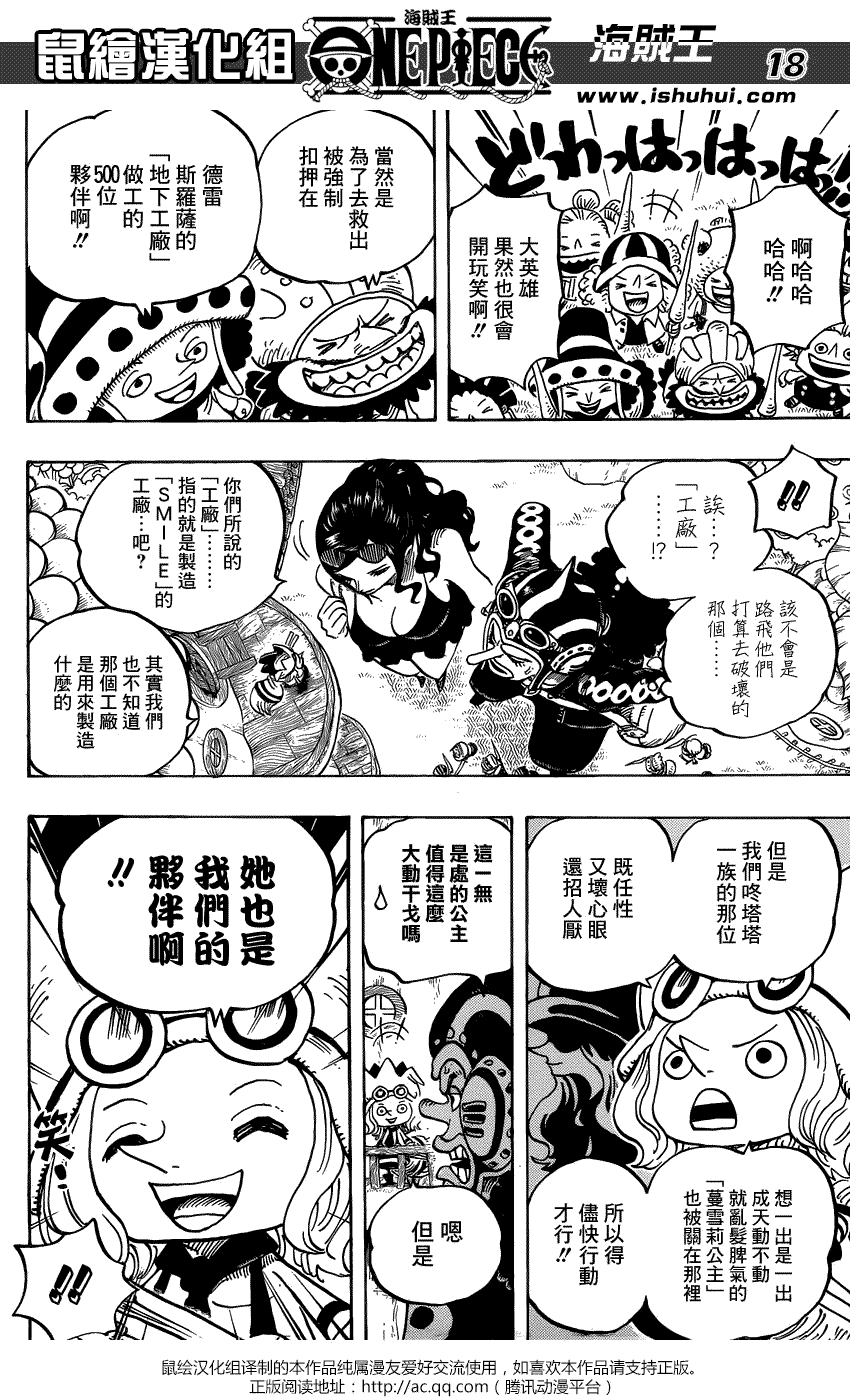 鼠繪漢化組
海賊王
ONE PIECE
海賊王
18
www.ishuhui.com
どわっはっはっはっ!!
啊哈哈
哈哈!!
大英雄
果然也很會
開玩笑啊!!
當然是
為了去救出
被強制
扣押在
德雷
斯羅薩的
「地下工廠」
做工的
500位
夥伴啊!!
!!
誒…?
「工廠」
……!?
該不會是
路飛他們
打算去破壞的
那個……
你們所說的
「工廠」………
指的就是製造
「SMILE」的
工廠…吧?
其實我們
也不知道
那個工廠
是用來製造
什麼的
但是
我們咚塔塔
一族的那位
既任性
又壞心眼
還招人厭
想一出是一出
成天動不動
就亂髮脾氣的
「蔓雪莉公主」
也被關在那裡
所以得
儘快行動
才行!!
這一無
是處的公主
值得這麼
大動干戈嗎
嗯
但是
她也是
我們的
夥伴啊
!!
笑…
!!
鼠绘汉化组译制的本作品纯属漫友爱好交流使用，如喜欢本作品请支持正版。
正版阅读地址：http://ac.qq.com（腾讯动漫平台）